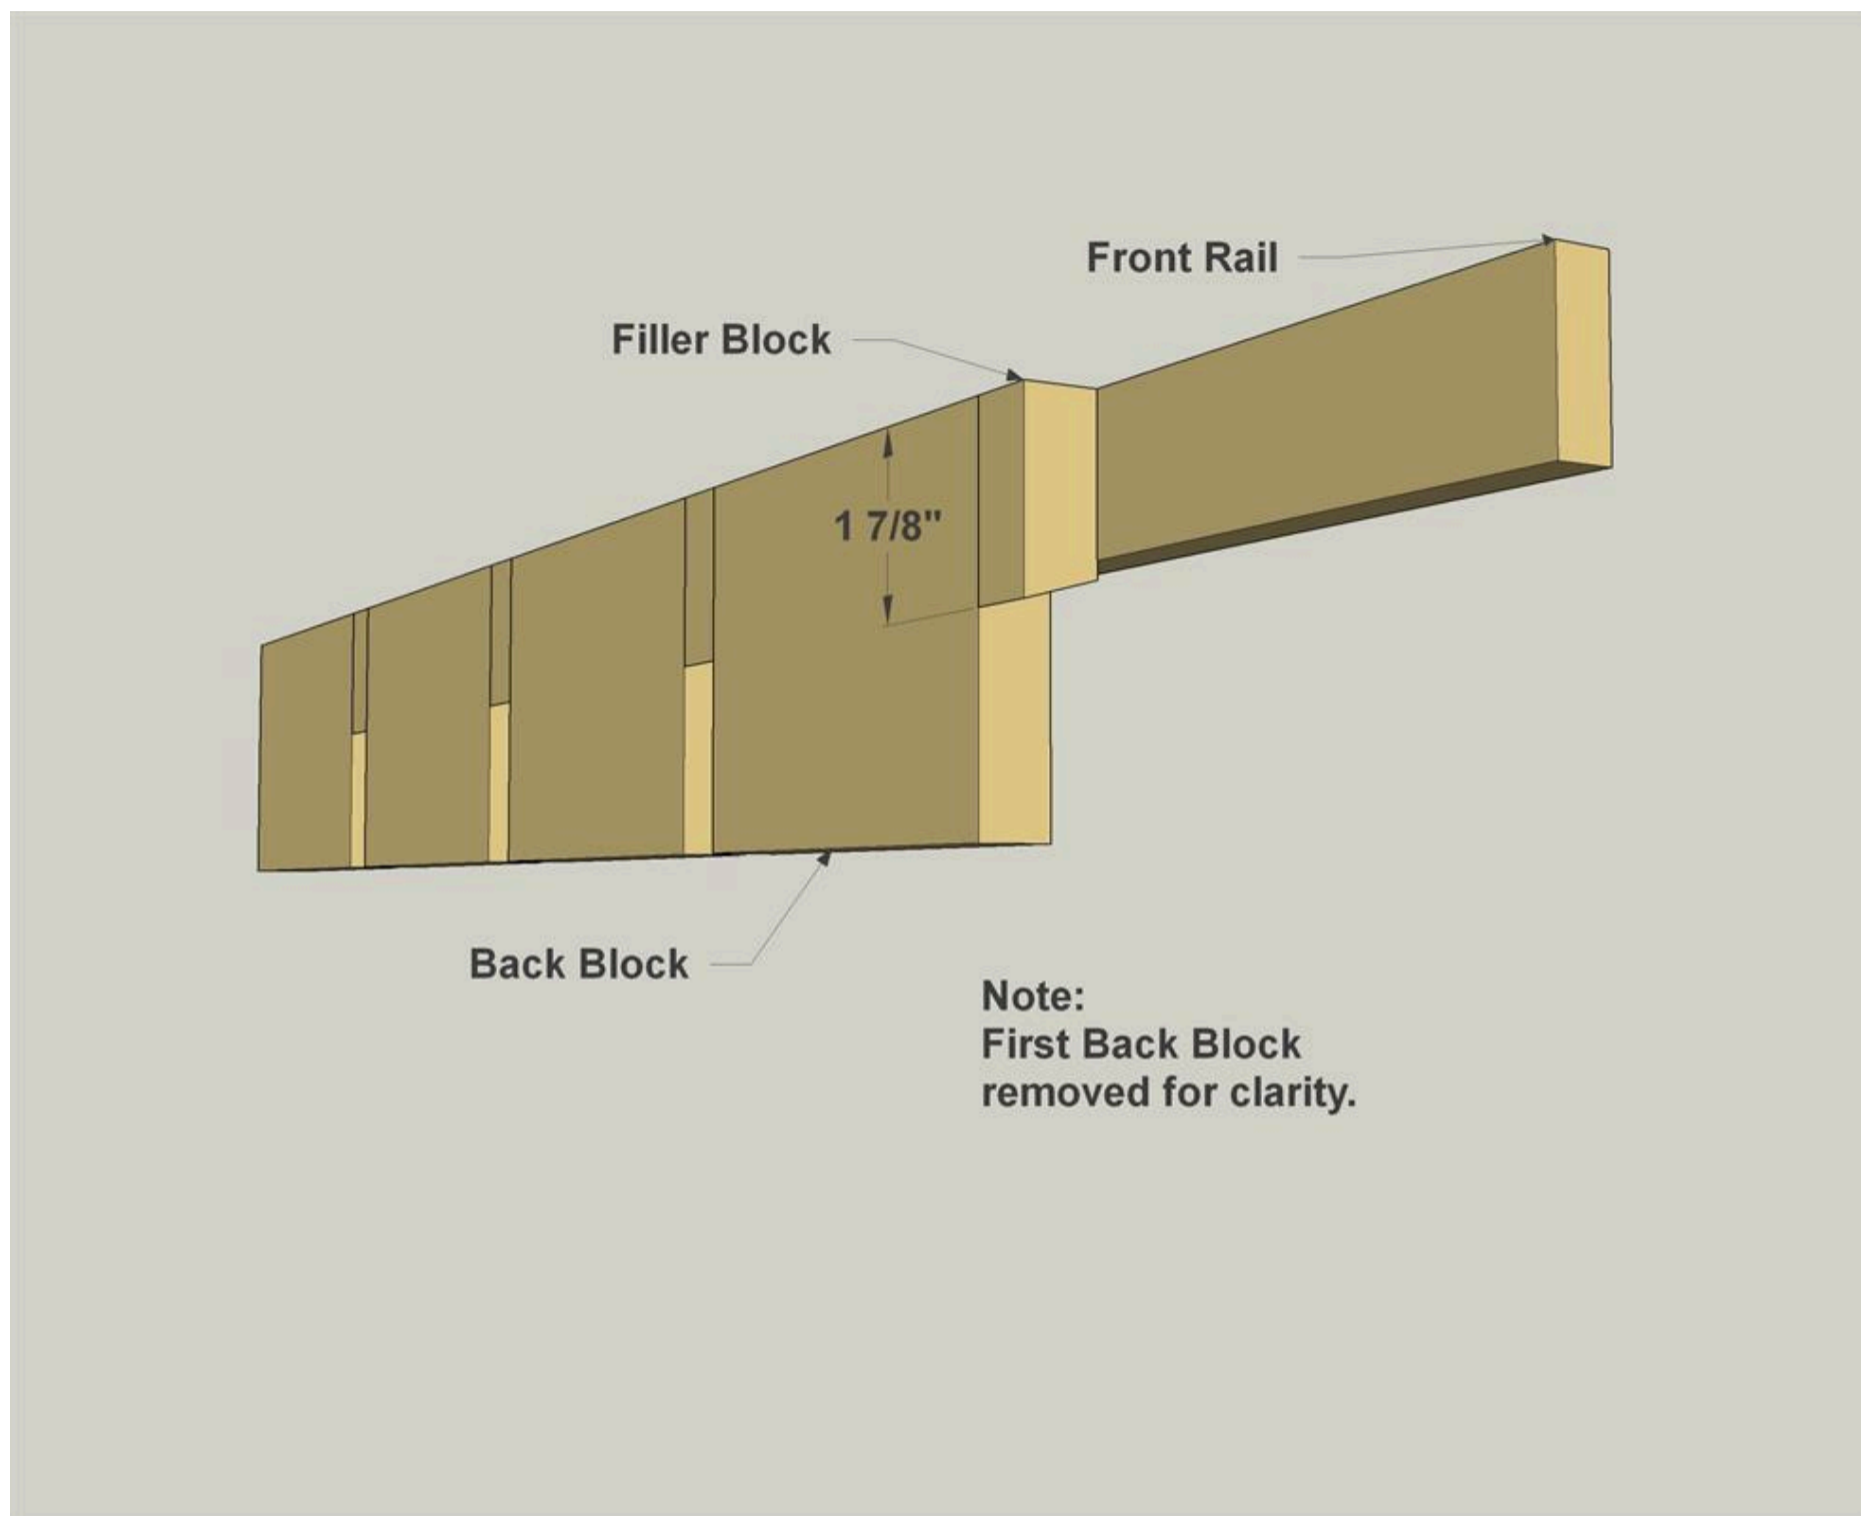 Front Rail
Filler Block
1 7/8"
Back Block
Note:
First Back Block
removed for clarity.